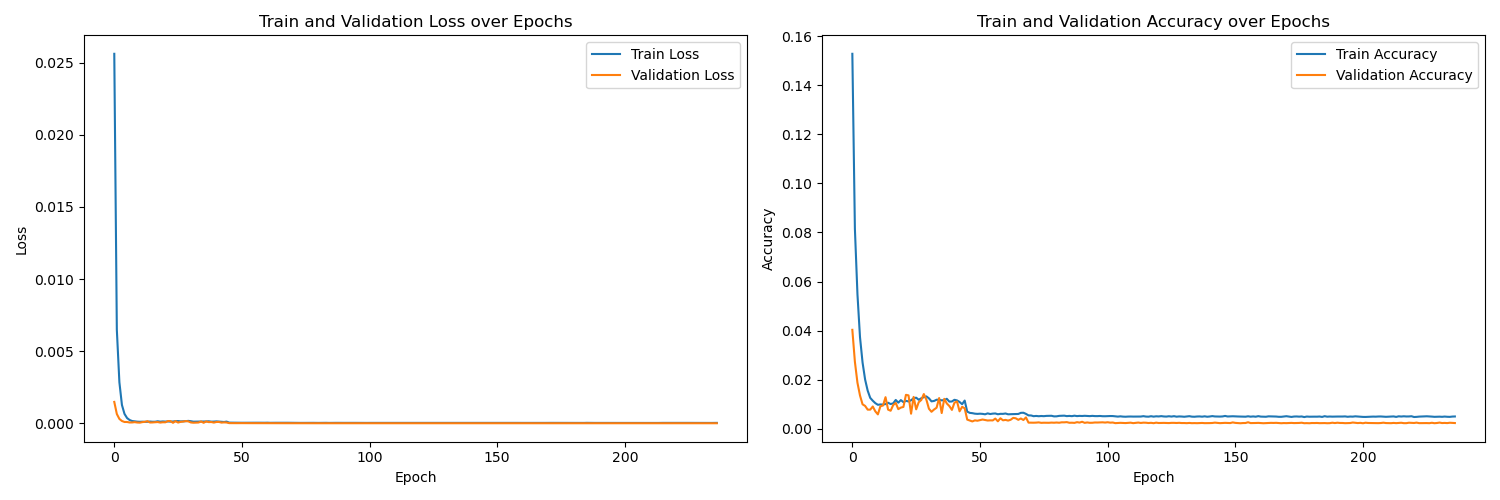 Train and Validation Loss over Epochs
Train Loss
Validation Loss
0.025
0.020
0.015
0.010
0.005
0.000
Loss
0
50
100
150
200
Epoch
Train and Validation Accuracy over Epochs
Train Accuracy
Validation Accuracy
0.16
0.14
0.12
0.10
0.08
0.06
0.04
0.02
0.00
Accuracy
0
50
100
150
200
Epoch